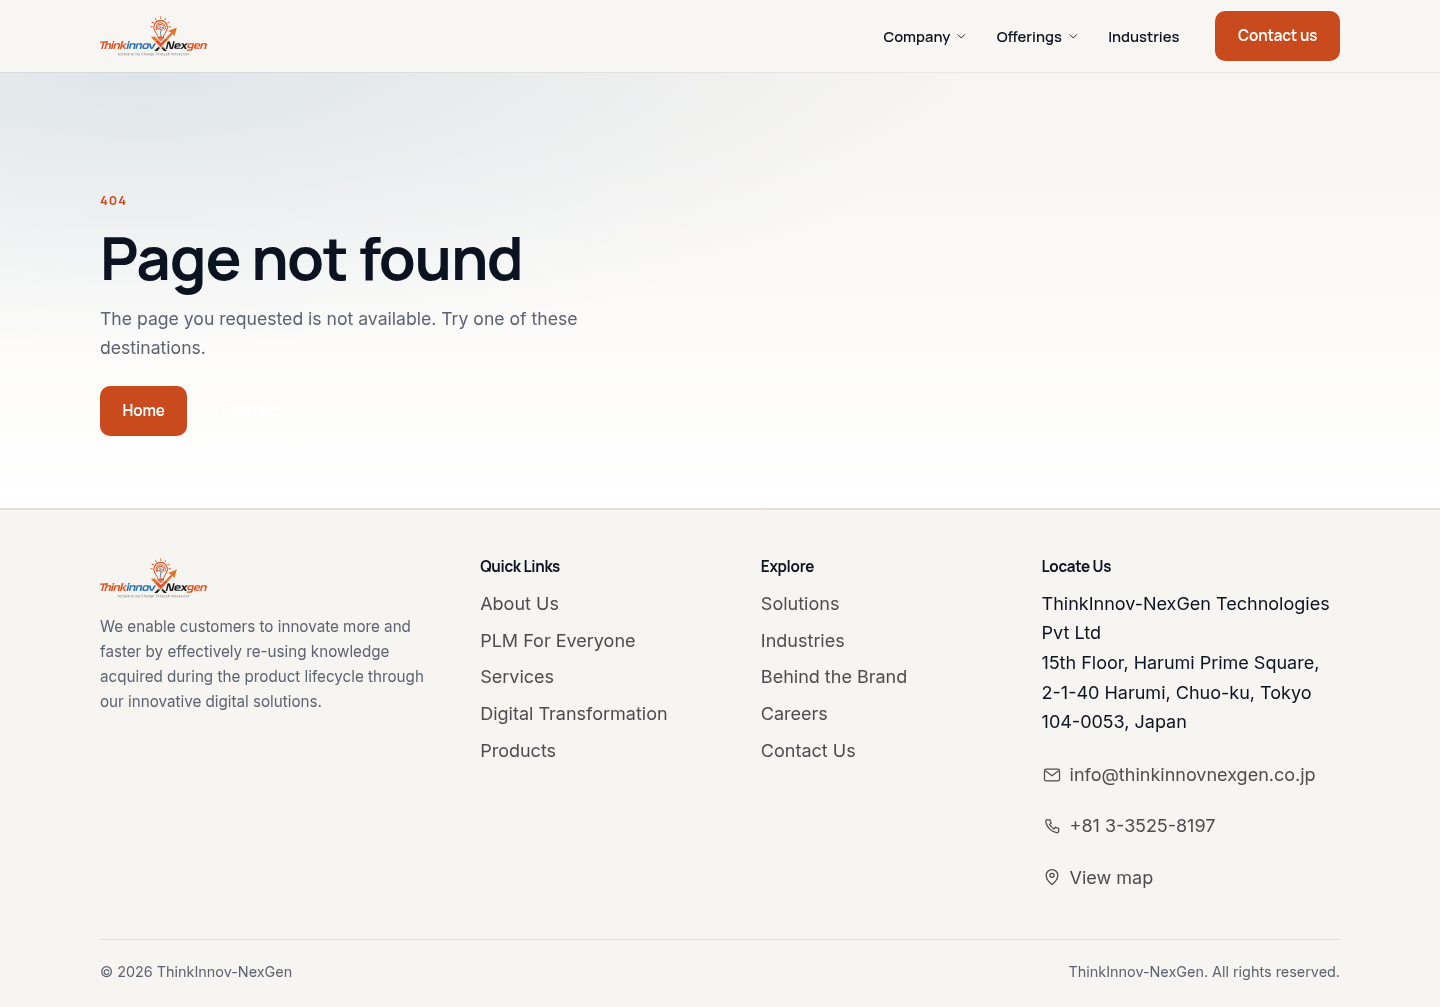 ThinkinnovXNexgen
Company
Offerings
Industries
Contact us
404
Page not found
The page you requested is not available. Try one of these
destinations.
Home
ThinkinnovXNexgen
We enable customers to innovate more and
faster by effectively re-using knowledge
acquired during the product lifecycle through
our innovative digital solutions.
Quick Links
About Us
PLM For Everyone
Services
Digital Transformation
Products
Explore
Solutions
Industries
Behind the Brand
Careers
Contact Us
Locate Us
ThinkInnov-NexGen Technologies
Pvt Ltd
15th Floor, Harumi Prime Square,
2-1-40 Harumi, Chuo-ku, Tokyo
104-0053, Japan
info@thinkinnovnexgen.co.jp
+81 3-3525-8197
View map
© 2026 ThinkInnov-NexGen
ThinkInnov-NexGen. All rights reserved.